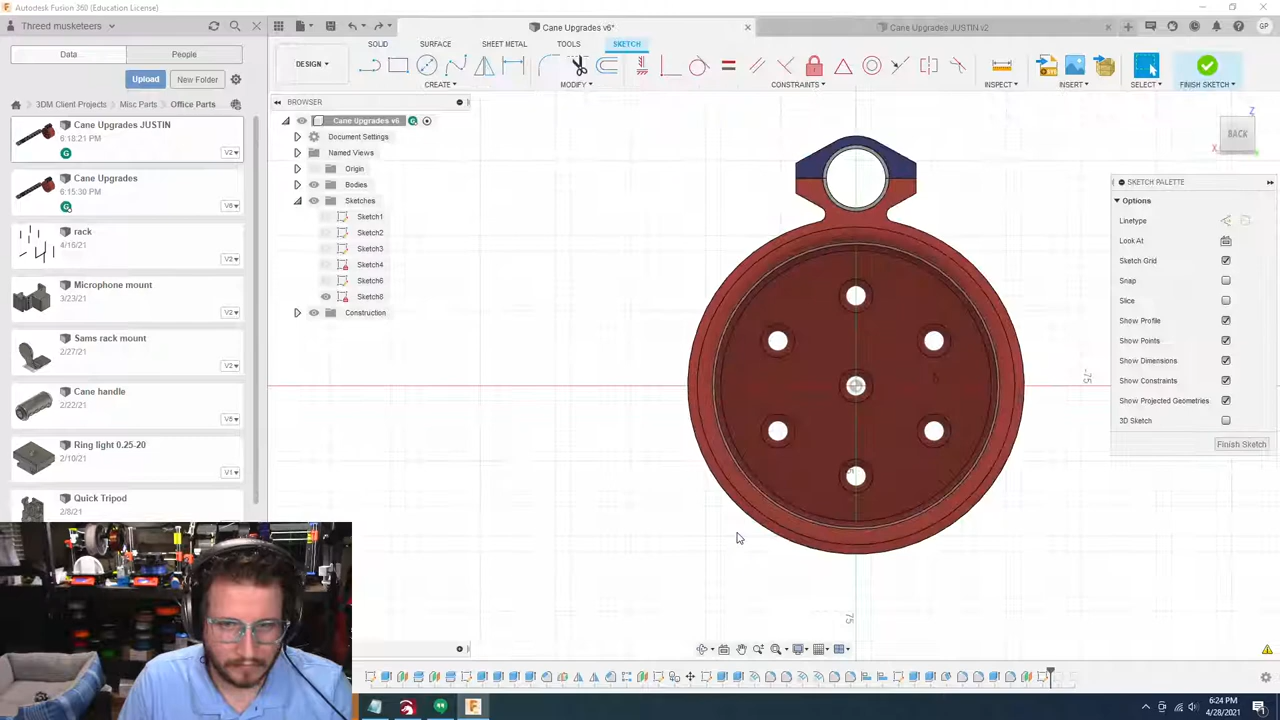 Autodesk Fusion 360 (Education License)
Treed musketeers
Cane Upgrades v6*
Cane Upgrades JUSTIN v2
GP
Data
People
Upload
New Folder
3DM Client Projects
Misc Parts
Office Parts
Cane Upgrades JUSTIN
6:18:21 PM
V2
Cane Upgrades
6:15:30 PM
V6
rack
4/16/21
V2
Microphone mount
3/23/21
V2
Sams rack mount
2/27/21
V2
Cane handle
2/22/21
V6
Ring light 0.25-20
2/10/21
V1
Quick Tripod
2/8/21
DESIGN
SOLID
SURFACE
SHEET METAL
TOOLS
SKETCH
CREATE
MODIFY
CONSTRAINTS
INSPECT
INSERT
SELECT
FINISH SKETCH
BROWSER
Cane Upgrades v6
Document Settings
Named Views
Origin
Bodies
Sketches
Sketch1
Sketch2
Sketch3
Sketch4
Sketch6
Sketch8
Construction
BACK
Z
X
SKETCH PALETTE
Options
Linetype
Look At
Sketch Grid
Snap
Slice
Show Profile
Show Points
Show Dimensions
Show Constraints
Show Projected Geometries
3D Sketch
Finish Sketch
-75
75
6:24 PM
4/28/2021